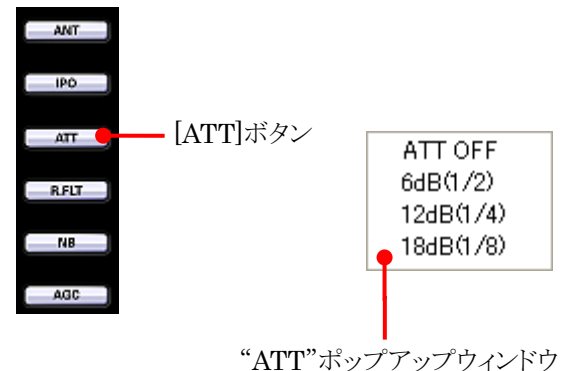 ANT
IPO
ATT
R.FLT
NB
AGC
[ATT]ボタン
ATT OFF
6dB(1/2)
12dB(1/4)
18dB(1/8)
“ATT”ポップアップウィンドウ